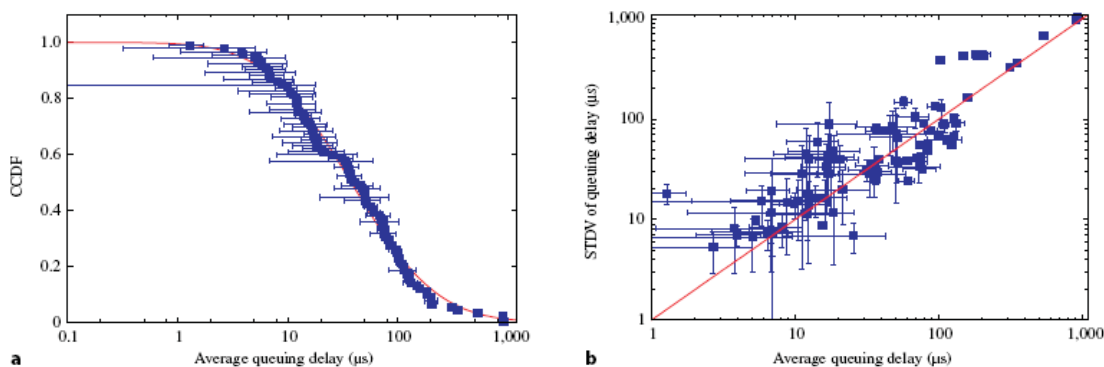 1.0
0.8
0.6
0.4
0.2
0
CCDF
0.1 1 10 100 1,000
a Average queuing delay (µs)
1,000
100
10
1
STDV of queuing delay (µs)
1 10 100 1,000
b Average queuing delay (µs)